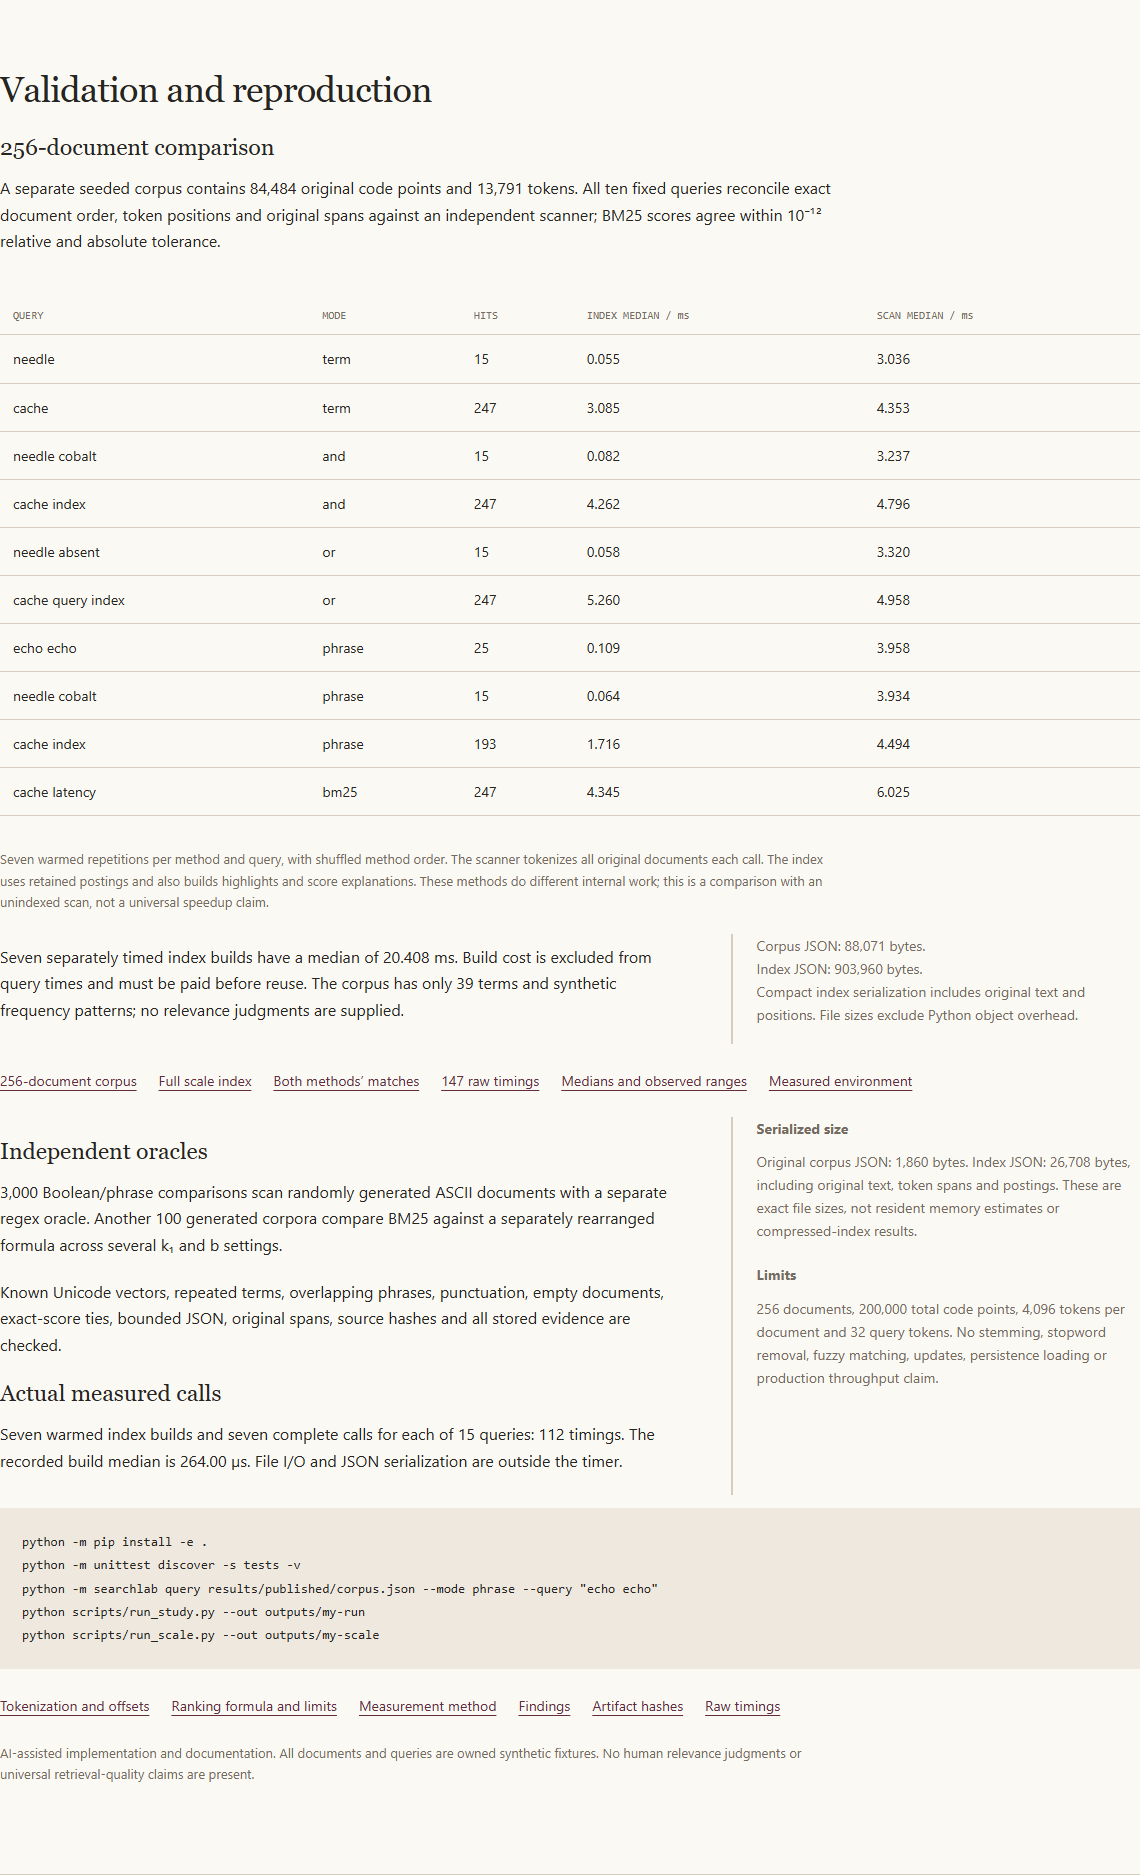 Validation and reproduction
256-document comparison
A separate seeded corpus contains 84,484 original code points and 13,791 tokens. All ten fixed queries reconcile exact
document order, token positions and original spans against an independent scanner; BM25 scores agree within 10⁻¹²
relative and absolute tolerance.
QUERY MODE HITS INDEX MEDIAN / ms SCAN MEDIAN / ms
needle term 15 0.055 3.036
cache term 247 3.085 4.353
needle cobalt and 15 0.082 3.237
cache index and 247 4.262 4.796
needle absent or 15 0.058 3.320
cache query index or 247 5.260 4.958
echo echo phrase 25 0.109 3.958
needle cobalt phrase 15 0.064 3.934
cache index phrase 193 1.716 4.494
cache latency bm25 247 4.345 6.025
Seven warmed repetitions per method and query, with shuffled method order. The scanner tokenizes all original documents each call. The index
uses retained postings and also builds highlights and score explanations. These methods do different internal work; this is a comparison with an
unindexed scan, not a universal speedup claim.
Seven separately timed index builds have a median of 20.408 ms. Build cost is excluded from
query times and must be paid before reuse. The corpus has only 39 terms and synthetic
frequency patterns; no relevance judgments are supplied.
Corpus JSON: 88,071 bytes.
Index JSON: 903,960 bytes.
Compact index serialization includes original text and
positions. File sizes exclude Python object overhead.
256-document corpus Full scale index Both methods’ matches 147 raw timings Medians and observed ranges Measured environment
Independent oracles
3,000 Boolean/phrase comparisons scan randomly generated ASCII documents with a separate
regex oracle. Another 100 generated corpora compare BM25 against a separately rearranged
formula across several k₁ and b settings.
Known Unicode vectors, repeated terms, overlapping phrases, punctuation, empty documents,
exact-score ties, bounded JSON, original spans, source hashes and all stored evidence are
checked.
Actual measured calls
Seven warmed index builds and seven complete calls for each of 15 queries: 112 timings. The
recorded build median is 264.00 µs. File I/O and JSON serialization are outside the timer.
Serialized size
Original corpus JSON: 1,860 bytes. Index JSON: 26,708 bytes,
including original text, token spans and postings. These are
exact file sizes, not resident memory estimates or
compressed-index results.
Limits
256 documents, 200,000 total code points, 4,096 tokens per
document and 32 query tokens. No stemming, stopword
removal, fuzzy matching, updates, persistence loading or
production throughput claim.
python -m pip install -e .
python -m unittest discover -s tests -v
python -m searchlab query results/published/corpus.json --mode phrase --query "echo echo"
python scripts/run_study.py --out outputs/my-run
python scripts/run_scale.py --out outputs/my-scale
Tokenization and offsets Ranking formula and limits Measurement method Findings Artifact hashes Raw timings
AI-assisted implementation and documentation. All documents and queries are owned synthetic fixtures. No human relevance judgments or
universal retrieval-quality claims are present.